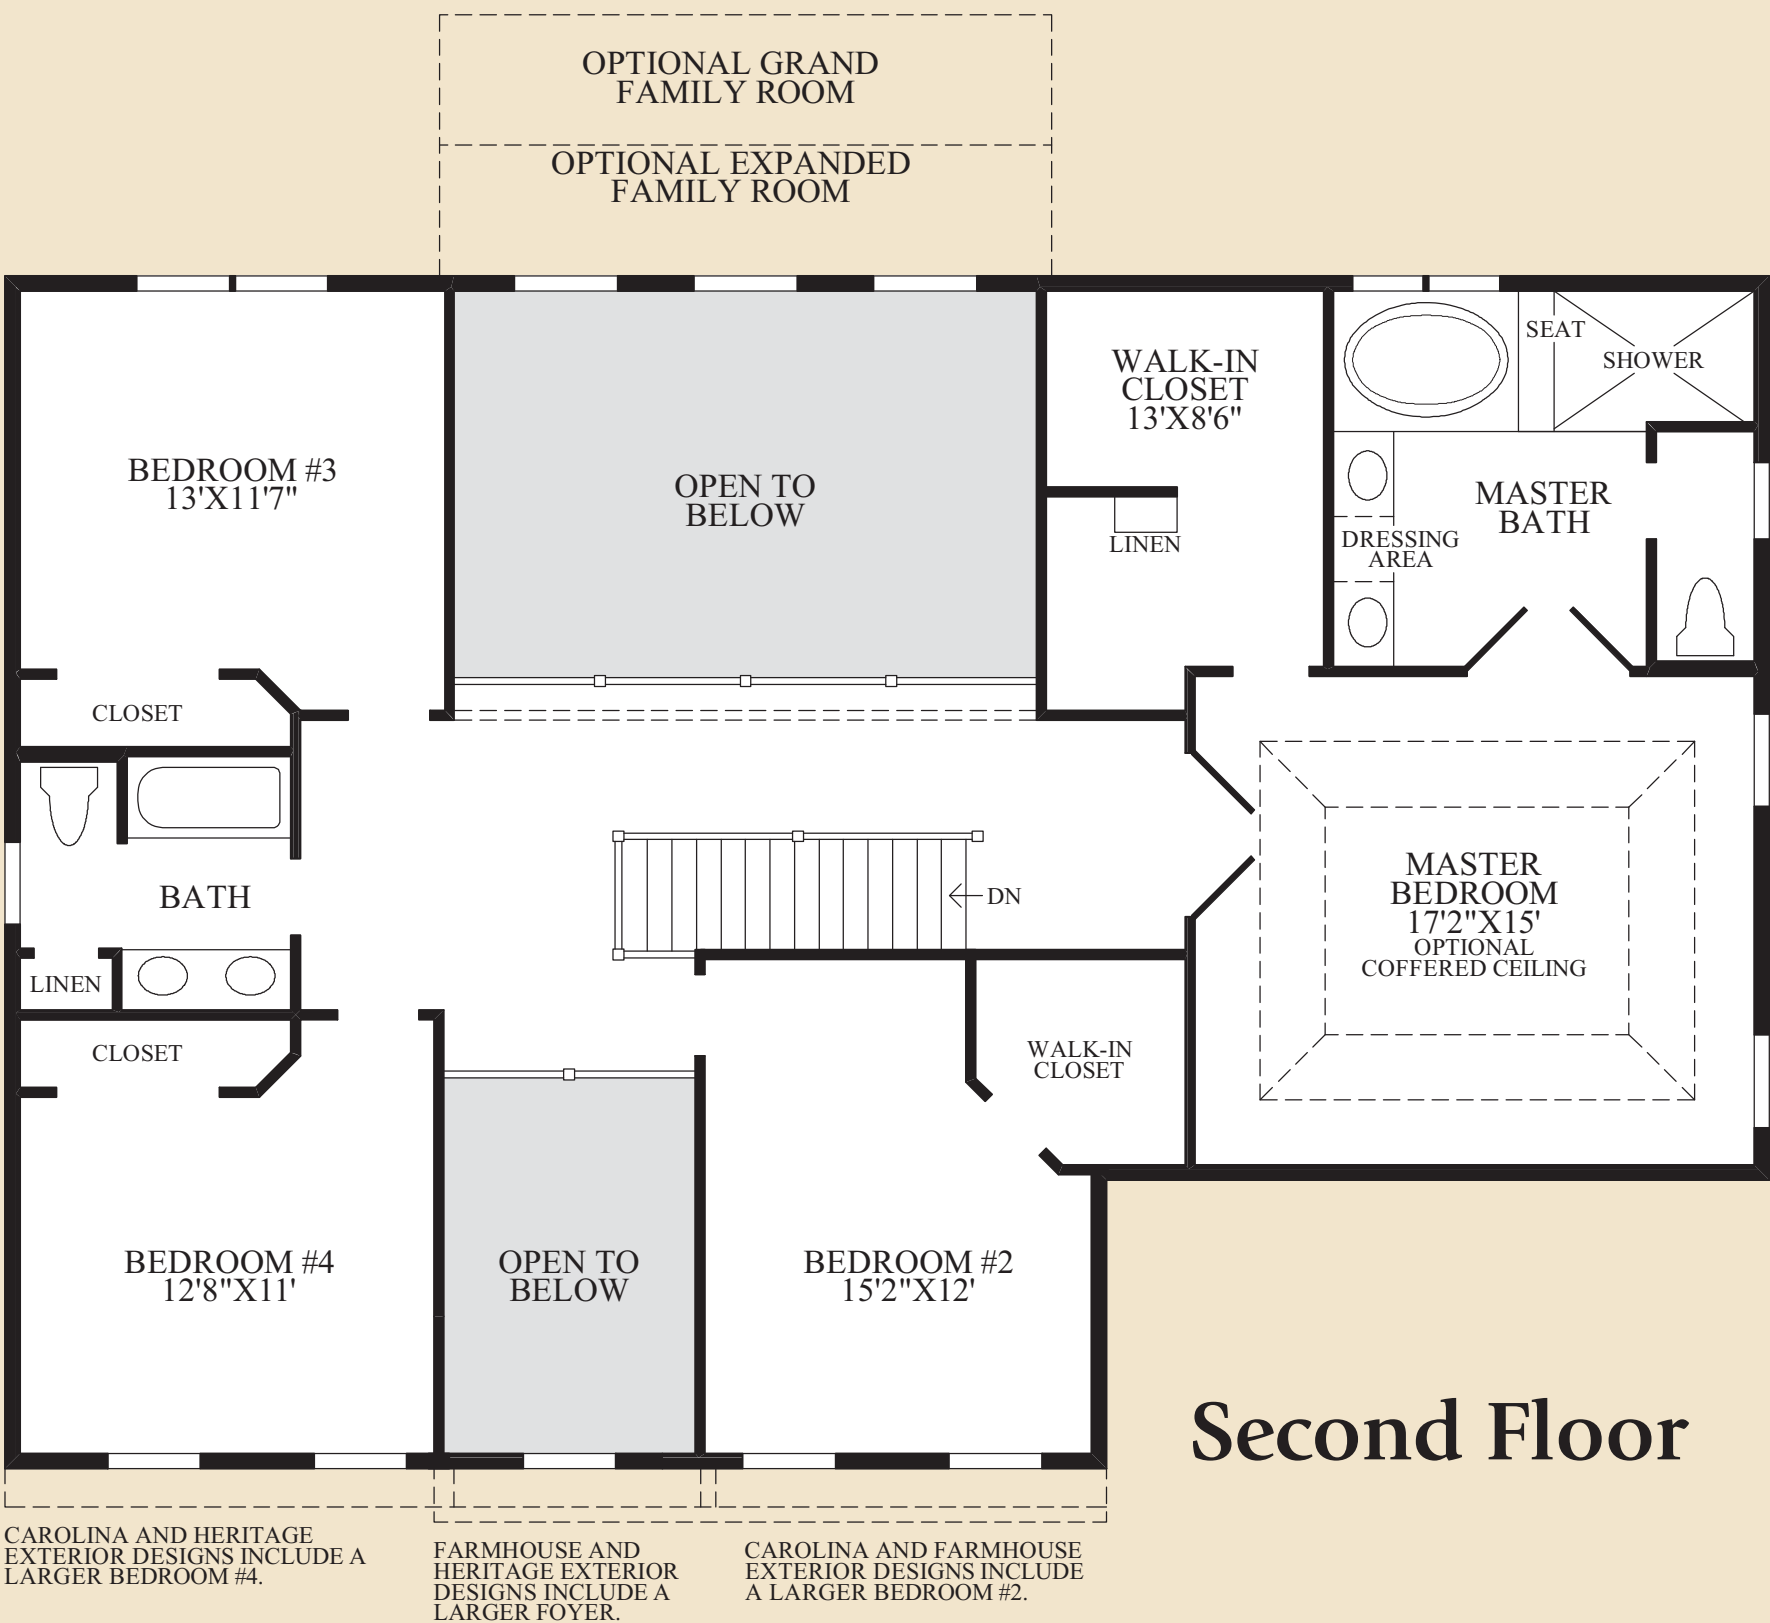 OPTIONAL GRAND
FAMILY ROOM
OPTIONAL EXPANDED
FAMILY ROOM
BEDROOM #3
13'X11'7"
OPEN TO
BELOW
WALK-IN
CLOSET
13'X8'6"
LINEN
SEAT
SHOWER
MASTER
BATH
DRESSING
AREA
CLOSET
BATH
LINEN
CLOSET
DN
MASTER
BEDROOM
17'2"X15'
OPTIONAL
COFFERED CEILING
WALK-IN
CLOSET
BEDROOM #4
12'8"X11'
OPEN TO
BELOW
BEDROOM #2
15'2"X12'
Second Floor
CAROLINA AND HERITAGE
EXTERIOR DESIGNS INCLUDE A
LARGER BEDROOM #4.
FARMHOUSE AND
HERITAGE EXTERIOR
DESIGNS INCLUDE A
LARGER FOYER.
CAROLINA AND FARMHOUSE
EXTERIOR DESIGNS INCLUDE
A LARGER BEDROOM #2.